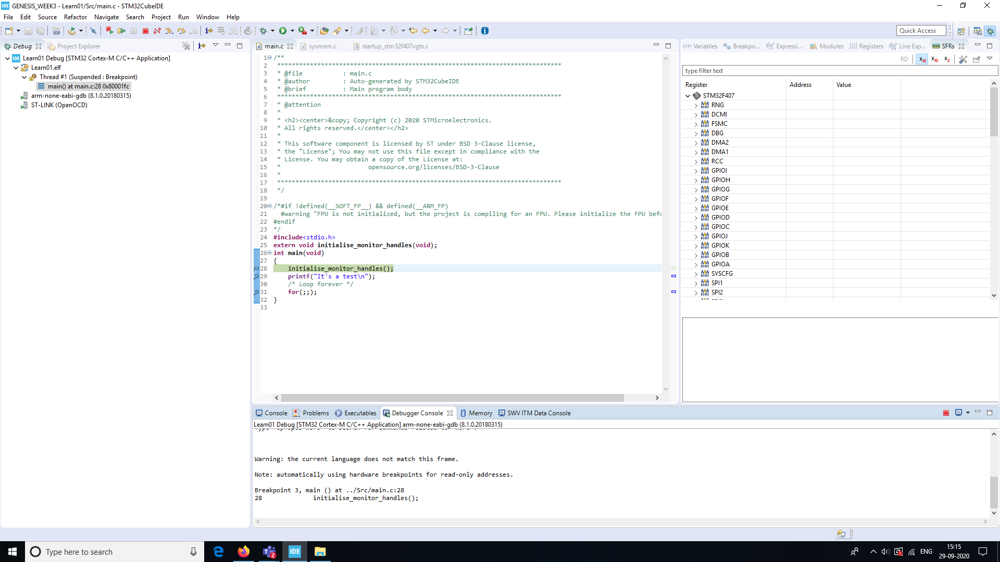 GENESIS_WEEK3 - Learn01/Src/main.c - STM32CubeIDE
File Edit Source Refactor Navigate Search Project Run Window Help
Quick Access
Debug Project Explorer
Learn01 Debug [STM32 Cortex-M C/C++ Application]
Learn01.elf
Thread #1 (Suspended : Breakpoint)
main() at main.c:28 0x80001fc
arm-none-eabi-gdb (8.1.0.20180315)
ST-LINK (OpenOCD)
main.c sysmem.c startup_stm32f407vgtx.s
1 /**
2 ******************************************************************************
3 * @file : main.c
4 * @author : Auto-generated by STM32CubeIDE
5 * @brief : Main program body
6 ******************************************************************************
7 * @attention
8 *
9 * <h2><center>&copy; Copyright (c) 2020 STMicroelectronics.
10 * All rights reserved.</center></h2>
11 *
12 * This software component is licensed by ST under BSD 3-Clause license,
13 * the "License"; You may not use this file except in compliance with the
14 * License. You may obtain a copy of the License at:
15 * opensource.org/licenses/BSD-3-Clause
16 *
17 ******************************************************************************
18 */
19
20 /*#if !defined(__SOFT_FP__) && defined(__ARM_FP)
21 #warning "FPU is not initialized, but the project is compiling for an FPU. Please initialize the FPU befo
22 #endif
23 */
24 #include<stdio.h>
25 extern void initialise_monitor_handles(void);
26 int main(void)
27 {
28 initialise_monitor_handles();
29 printf("It's a test\n");
30 /* Loop forever */
31 for(;;);
32 }
33
(x)= Variables Breakpo... Expressi... Modules Registers Live Exp... SFRs
RD X16 X10 X2
type filter text
Register Address Value
STM32F407
RNG
DCMI
FSMC
DBG
DMA2
DMA1
RCC
GPIOI
GPIOH
GPIOG
GPIOF
GPIOE
GPIOD
GPIOC
GPIOJ
GPIOK
GPIOB
GPIOA
SYSCFG
SPI1
SPI2
Console Problems Executables Debugger Console Memory SWV ITM Data Console
Learn01 Debug [STM32 Cortex-M C/C++ Application] arm-none-eabi-gdb (8.1.0.20180315)
Warning: the current language does not match this frame.
Note: automatically using hardware breakpoints for read-only addresses.
Breakpoint 3, main () at ../Src/main.c:28
28 initialise_monitor_handles();
Type here to search
IDE
2
ENG
15:15
29-09-2020